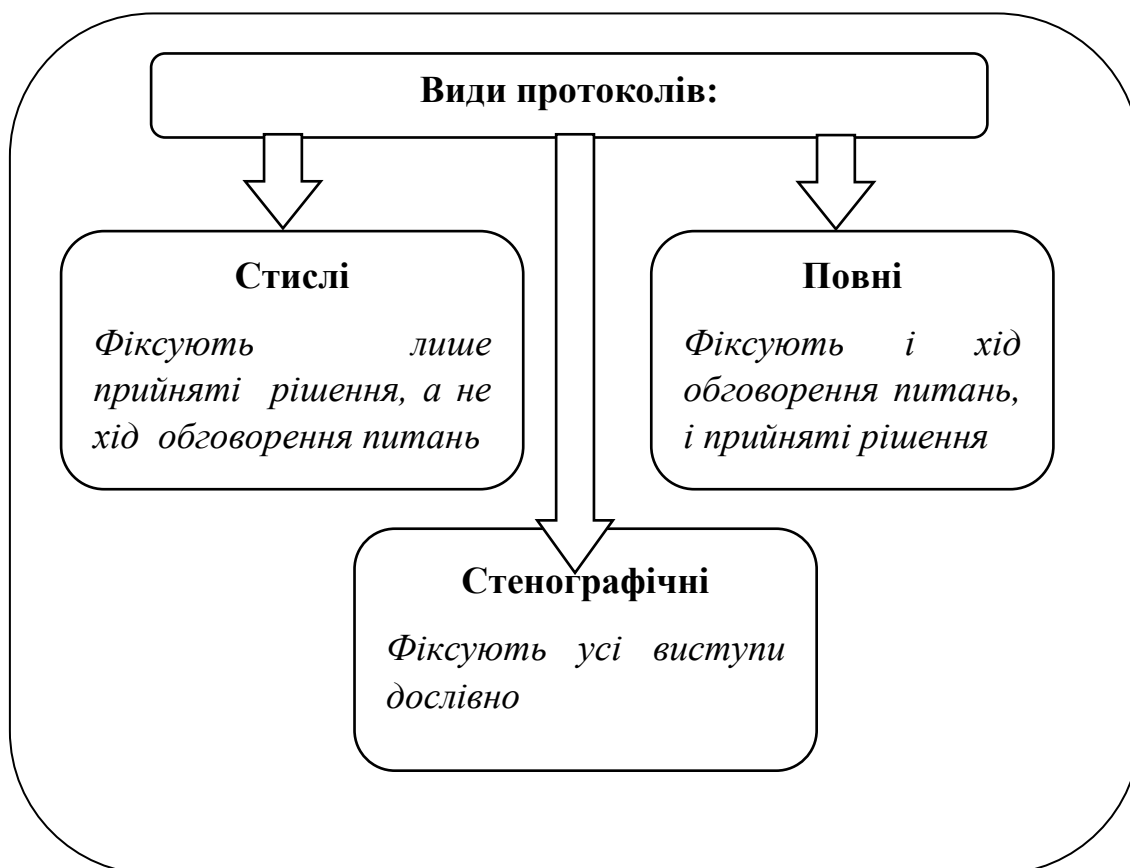 Види протоколів:
Стислі
Фіксують лише
прийняті рішення, а не
хід обговорення питань
Повні
Фіксують і хід
обговорення питань,
і прийняті рішення
Стенографічні
Фіксують усі виступи
дослівно